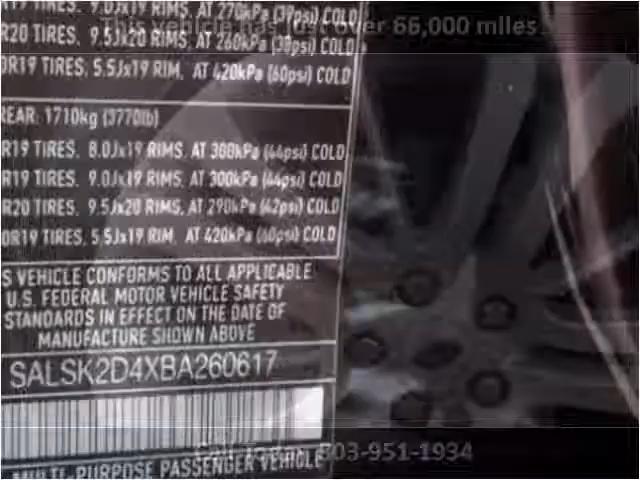 This vehicle has just over 66,000 miles
TIRES. 9.0Jx19 RIMS. AT 270kPa (39psi) COLD
R20 TIRES. 9.5Jx20 RIMS. AT 260kPa (38psi) COLD
0R19 TIRES. 5.5Jx19 RIM. AT 420kPa (60psi) COLD
REAR: 1710kg (3770lb)
R19 TIRES. 8.0Jx19 RIMS. AT 300kPa (44psi) COLD
R19 TIRES. 9.0Jx19 RIMS. AT 300kPa (44psi) COLD
R20 TIRES. 9.5Jx20 RIMS. AT 290kPa (42psi) COLD
0R19 TIRES. 5.5Jx19 RIM. AT 420kPa (60psi) COLD
S VEHICLE CONFORMS TO ALL APPLICABLE
U.S. FEDERAL MOTOR VEHICLE SAFETY
STANDARDS IN EFFECT ON THE DATE OF
MANUFACTURE SHOWN ABOVE
SALSK2D4XBA260617
Call Today 803-951-1934
MULTI-PURPOSE PASSENGER VEHICLE